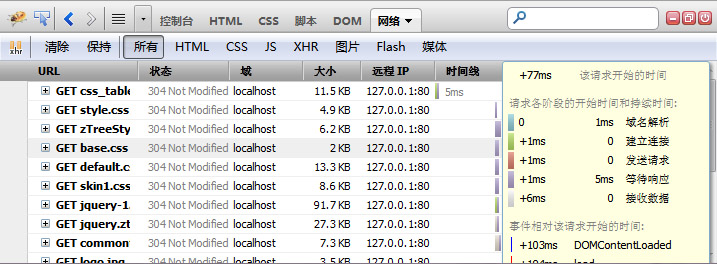 控制台 HTML CSS 脚本 DOM 网络
xhr 清除 保持 所有 HTML CSS JS XHR 图片 Flash 媒体
URL 状态 域 大小 远程 IP 时间线
GET css_table 304 Not Modified localhost 11.5 KB 127.0.0.1:80 5ms
GET style.css 304 Not Modified localhost 4.9 KB 127.0.0.1:80
GET zTreeSty 304 Not Modified localhost 6.2 KB 127.0.0.1:80
GET base.css 304 Not Modified localhost 2 KB 127.0.0.1:80
GET default.c 304 Not Modified localhost 13.3 KB 127.0.0.1:80
GET skin1.css 304 Not Modified localhost 8.6 KB 127.0.0.1:80
GET jquery-1. 304 Not Modified localhost 91.7 KB 127.0.0.1:80
GET jquery.zt 304 Not Modified localhost 27.3 KB 127.0.0.1:80
GET common 304 Not Modified localhost 7.3 KB 127.0.0.1:80
GET logo.jpg 304 Not Modified localhost 3.5 KB 127.0.0.1:80
+77ms 该请求开始的时间
请求各阶段的开始时间和持续时间:
0 1ms 域名解析
+1ms 0 建立连接
+1ms 0 发送请求
+1ms 5ms 等待响应
+6ms 0 接收数据
事件相对该请求开始的时间:
+103ms DOMContentLoaded
+104ms load